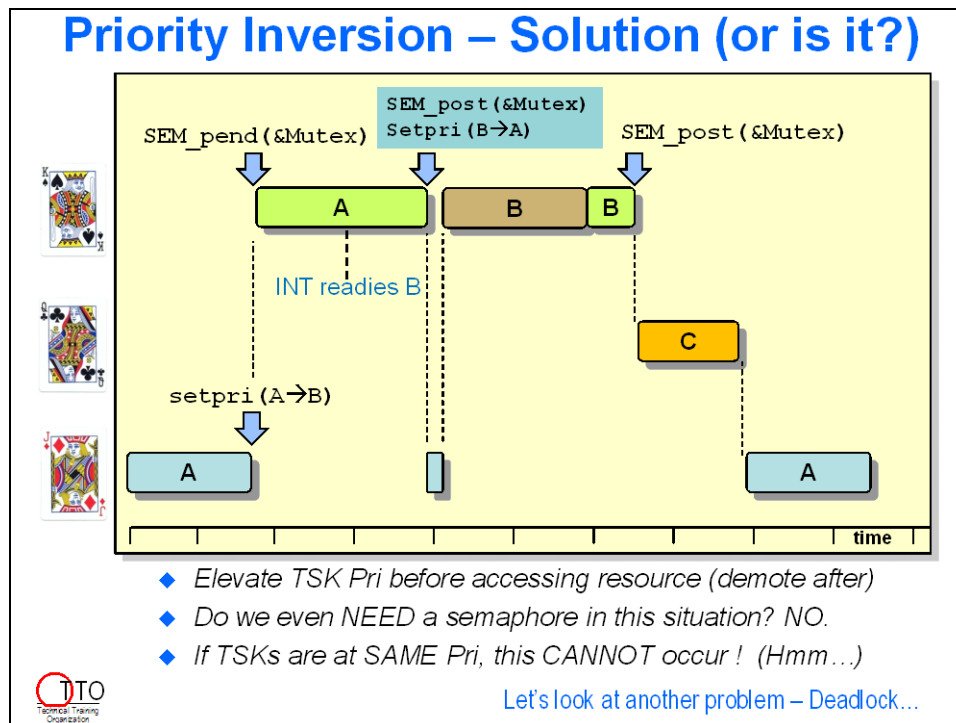 Priority Inversion – Solution (or is it?)
SEM_post(&Mutex)
Setpri(B→A)
SEM_pend(&Mutex)
SEM_post(&Mutex)
K
A
B
B
K
INT readies B
Q
C
Q
setpri(A→B)
J
A
A
J
time
◆ Elevate TSK Pri before accessing resource (demote after)
◆ Do we even NEED a semaphore in this situation? NO.
◆ If TSKs are at SAME Pri, this CANNOT occur ! (Hmm…)
TTO
Technical Training
Organization
Let's look at another problem – Deadlock…